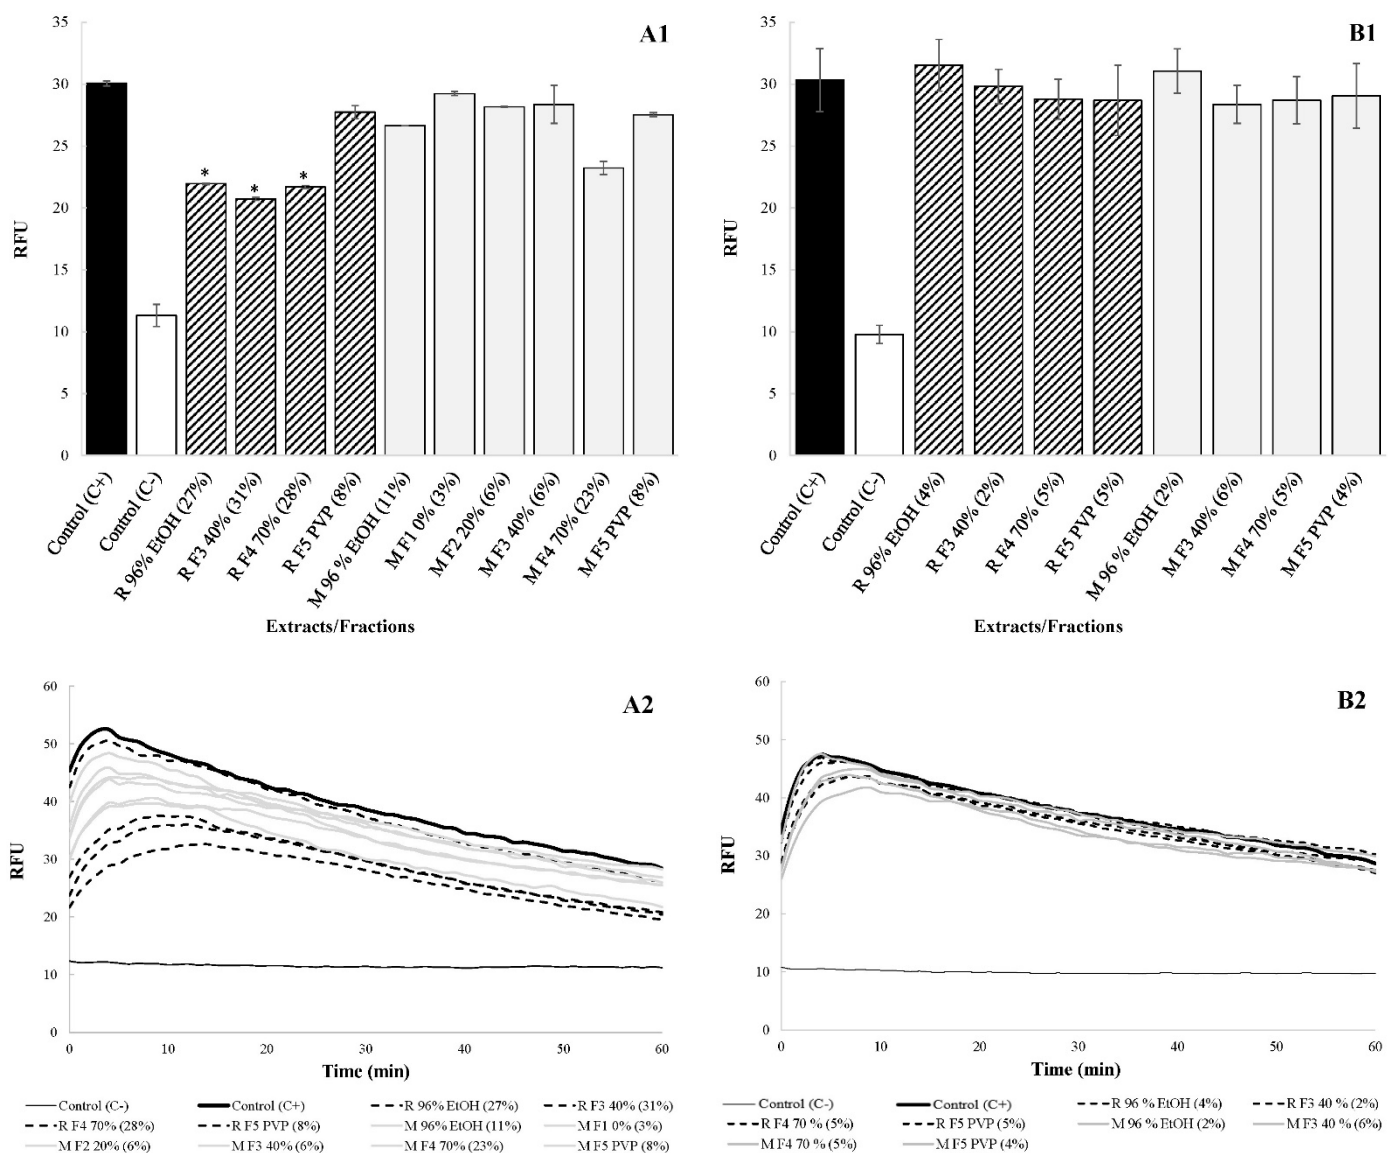 A1
35
30
25
20
15
10
5
0
RFU
* * *
Control (C+)
Control (C-)
R 96% EtOH (27%)
R F3 40% (31%)
R F4 70% (28%)
R F5 PVP (8%)
M 96 % EtOH (11%)
M F1 0% (3%)
M F2 20% (6%)
M F3 40% (6%)
M F4 70% (23%)
M F5 PVP (8%)
Extracts/Fractions
B1
35
30
25
20
15
10
5
0
RFU
Control (C+)
Control (C-)
R 96% EtOH (4%)
R F3 40% (2%)
R F4 70% (5%)
R F5 PVP (5%)
M 96 % EtOH (2%)
M F3 40% (6%)
M F4 70% (5%)
M F5 PVP (4%)
Extracts/Fractions
A2
60
50
40
30
20
10
0
RFU
0 10 20 30 40 50 60
Time (min)
Control (C-) Control (C+) R 96% EtOH (27%) R F3 40% (31%)
R F4 70% (28%) R F5 PVP (8%) M 96% EtOH (11%) M F1 0% (3%)
M F2 20% (6%) M F3 40% (6%) M F4 70% (23%) M F5 PVP (8%)
B2
60
50
40
30
20
10
0
RFU
0 10 20 30 40 50 60
Time (min)
Control (C-) Control (C+) R 96 % EtOH (4%) R F3 40 % (2%)
R F4 70 % (5%) R F5 PVP (5%) M 96 % EtOH (2%) M F3 40 % (6%)
M F4 70 % (5%) M F5 PVP (4%)